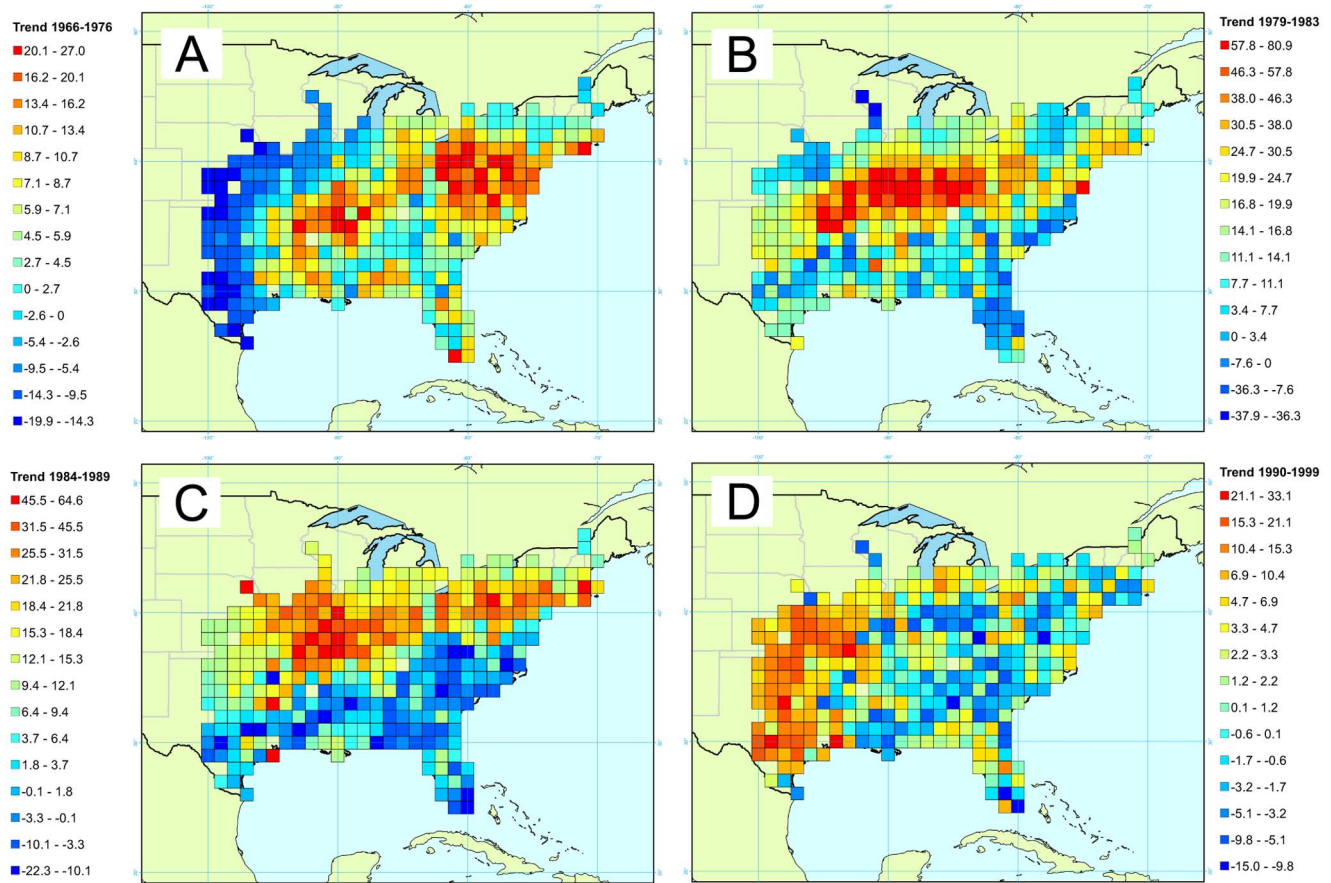 Trend 1966-1976
20.1 - 27.0
16.2 - 20.1
13.4 - 16.2
10.7 - 13.4
8.7 - 10.7
7.1 - 8.7
5.9 - 7.1
4.5 - 5.9
2.7 - 4.5
0 - 2.7
-2.6 - 0
-5.4 - -2.6
-9.5 - -5.4
-14.3 - -9.5
-19.9 - -14.3
A
B
Trend 1979-1983
57.8 - 80.9
46.3 - 57.8
38.0 - 46.3
30.5 - 38.0
24.7 - 30.5
19.9 - 24.7
16.8 - 19.9
14.1 - 16.8
11.1 - 14.1
7.7 - 11.1
3.4 - 7.7
0 - 3.4
-7.6 - 0
-36.3 - -7.6
-37.9 - -36.3
Trend 1984-1989
45.5 - 64.6
31.5 - 45.5
25.5 - 31.5
21.8 - 25.5
18.4 - 21.8
15.3 - 18.4
12.1 - 15.3
9.4 - 12.1
6.4 - 9.4
3.7 - 6.4
1.8 - 3.7
-0.1 - 1.8
-3.3 - -0.1
-10.1 - -3.3
-22.3 - -10.1
C
D
Trend 1990-1999
21.1 - 33.1
15.3 - 21.1
10.4 - 15.3
6.9 - 10.4
4.7 - 6.9
3.3 - 4.7
2.2 - 3.3
1.2 - 2.2
0.1 - 1.2
-0.6 - 0.1
-1.7 - -0.6
-3.2 - -1.7
-5.1 - -3.2
-9.8 - -5.1
-15.0 - -9.8